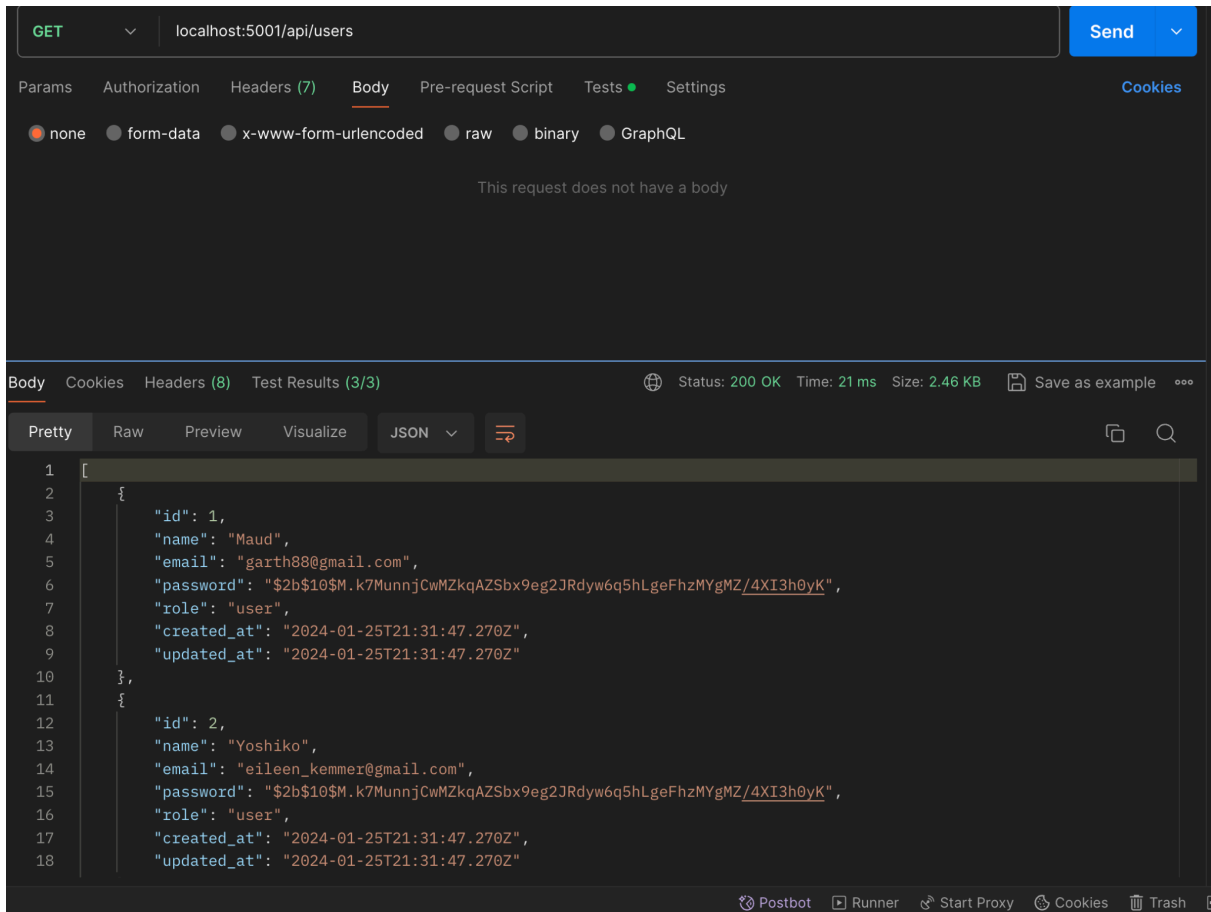 GET localhost:5001/api/users Send
Params Authorization Headers (7) Body Pre-request Script Tests Settings Cookies
none form-data x-www-form-urlencoded raw binary GraphQL
This request does not have a body
Body Cookies Headers (8) Test Results (3/3) Status: 200 OK Time: 21 ms Size: 2.46 KB Save as example
Pretty Raw Preview Visualize JSON
1 [
2 {
3 "id": 1,
4 "name": "Maud",
5 "email": "garth88@gmail.com",
6 "password": "$2b$10$M.k7MunnjCwMZkqAZSbx9eg2JRdyw6q5hLgeFhzMYgMZ/4XI3h0yK",
7 "role": "user",
8 "created_at": "2024-01-25T21:31:47.270Z",
9 "updated_at": "2024-01-25T21:31:47.270Z"
10 },
11 {
12 "id": 2,
13 "name": "Yoshiko",
14 "email": "eileen_kemmer@gmail.com",
15 "password": "$2b$10$M.k7MunnjCwMZkqAZSbx9eg2JRdyw6q5hLgeFhzMYgMZ/4XI3h0yK",
16 "role": "user",
17 "created_at": "2024-01-25T21:31:47.270Z",
18 "updated_at": "2024-01-25T21:31:47.270Z"
Postbot Runner Start Proxy Cookies Trash